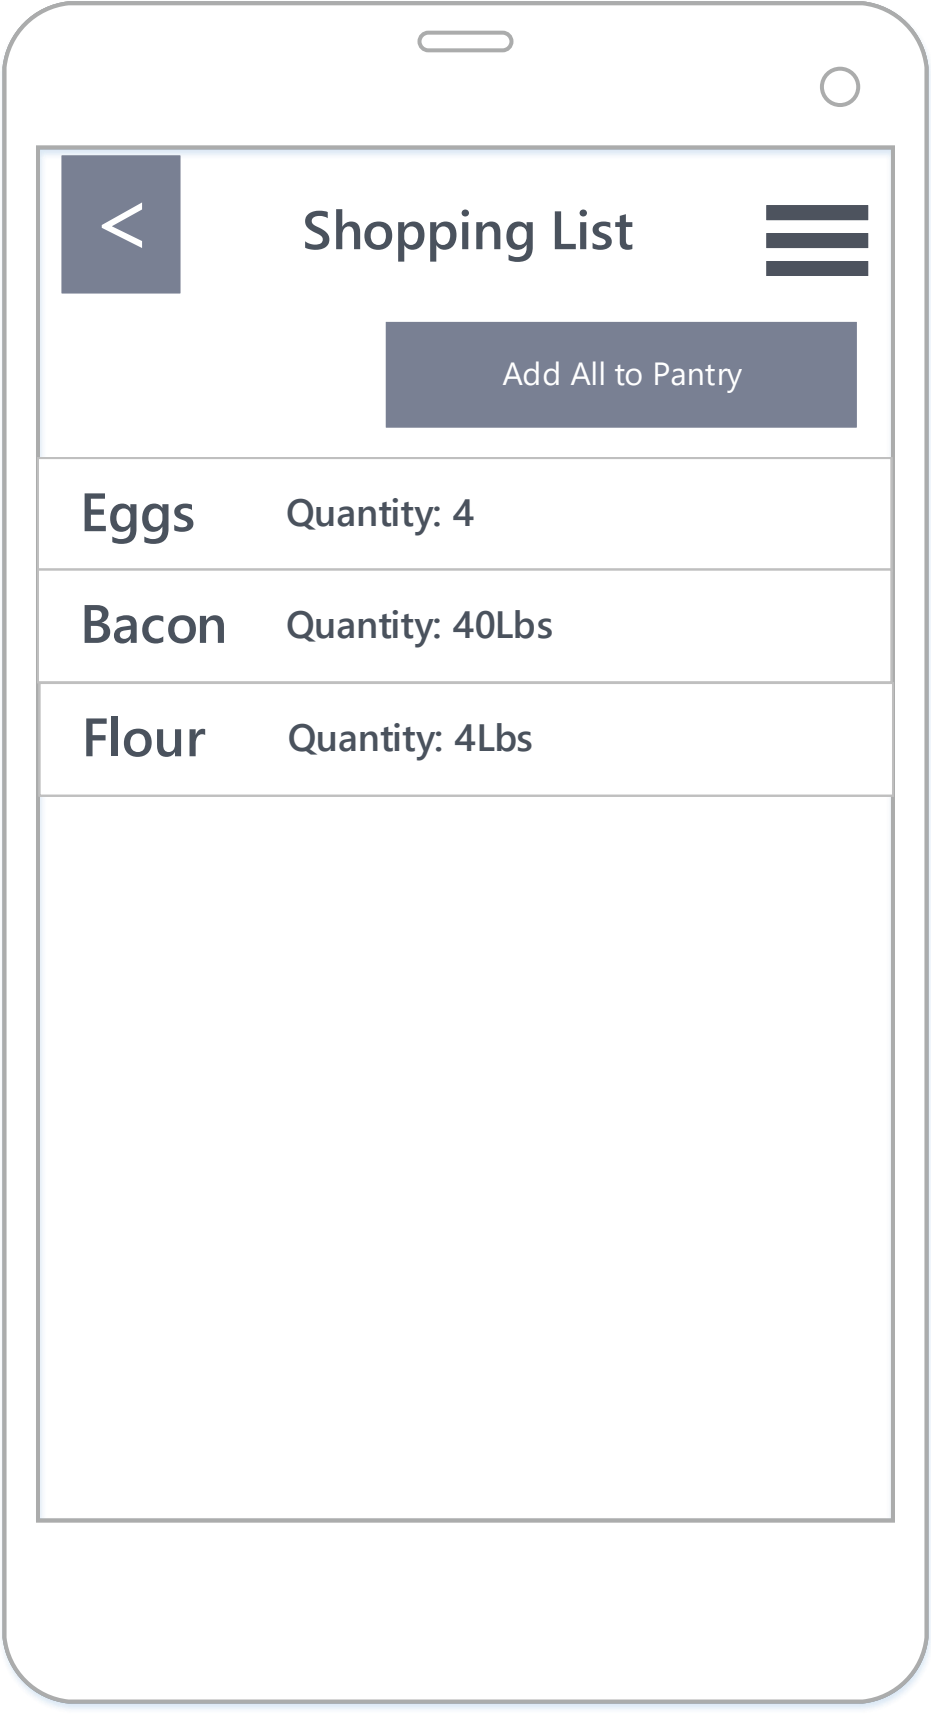 <
Shopping List
Add All to Pantry
Eggs Quantity: 4
Bacon Quantity: 40Lbs
Flour Quantity: 4Lbs